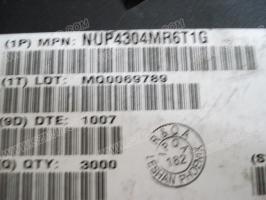 (1P) MPN: NUP4304MR6T1G
(1T) LOT: MQ0069789
(9D) DTE: 1007
(Q) QTY: 3000
182
LESHAN PHOENIX